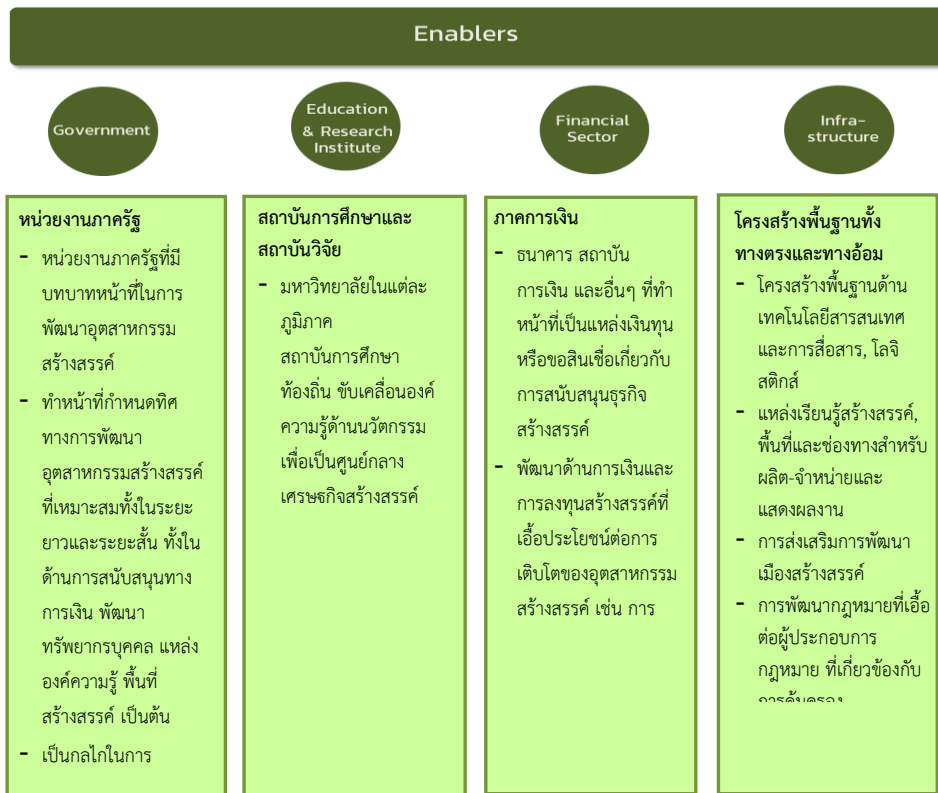 Enablers
Government
Education
& Research
Institute
Financial
Sector
Infra-
structure
หน่วยงานภาครัฐ
- หน่วยงานภาครัฐที่มี
บทบาทหน้าที่ในการ
พัฒนาอุตสาหกรรม
สร้างสรรค์
- ทำหน้าที่กำหนดทิศ
ทางการพัฒนา
อุตสาหกรรมสร้างสรรค์
ที่เหมาะสมทั้งในระยะ
ยาวและระยะสั้น ทั้งใน
ด้านการสนับสนุนทาง
การเงิน พัฒนา
ทรัพยากรบุคคล แหล่ง
องค์ความรู้ พื้นที่
สร้างสรรค์ เป็นต้น
- เป็นกลไกในการ
สถาบันการศึกษาและ
สถาบันวิจัย
- มหาวิทยาลัยในแต่ละ
ภูมิภาค
สถาบันการศึกษา
ท้องถิ่น ขับเคลื่อนองค์
ความรู้ด้านนวัตกรรม
เพื่อเป็นศูนย์กลาง
เศรษฐกิจสร้างสรรค์
ภาคการเงิน
- ธนาคาร สถาบัน
การเงิน และอื่นๆ ที่ทำ
หน้าที่เป็นแหล่งเงินทุน
หรือขอสินเชื่อเกี่ยวกับ
การสนับสนุนธุรกิจ
สร้างสรรค์
- พัฒนาด้านการเงินและ
การลงทุนสร้างสรรค์ที่
เอื้อประโยชน์ต่อการ
เติบโตของอุตสาหกรรม
สร้างสรรค์ เช่น การ
โครงสร้างพื้นฐานทั้ง
ทางตรงและทางอ้อม
- โครงสร้างพื้นฐานด้าน
เทคโนโลยีสารสนเทศ
และการสื่อสาร, โลจิ
สติกส์
- แหล่งเรียนรู้สร้างสรรค์,
พื้นที่และช่องทางสำหรับ
ผลิต-จำหน่ายและ
แสดงผลงาน
- การส่งเสริมการพัฒนา
เมืองสร้างสรรค์
- การพัฒนากฎหมายที่เอื้อ
ต่อผู้ประกอบการ
กฎหมาย ที่เกี่ยวข้องกับ
การคุ้มครอง